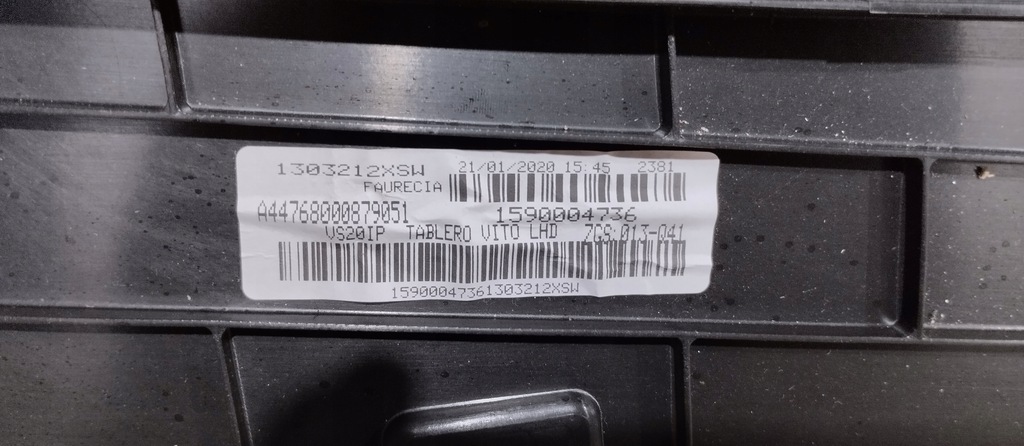 1303212XSW 21/01/2020 15:45 2381
FAURECIA
A44768000879051 1590004736
VS20IP TABLERO VITO LHD ZGS:013-041
15900047361303212XSW